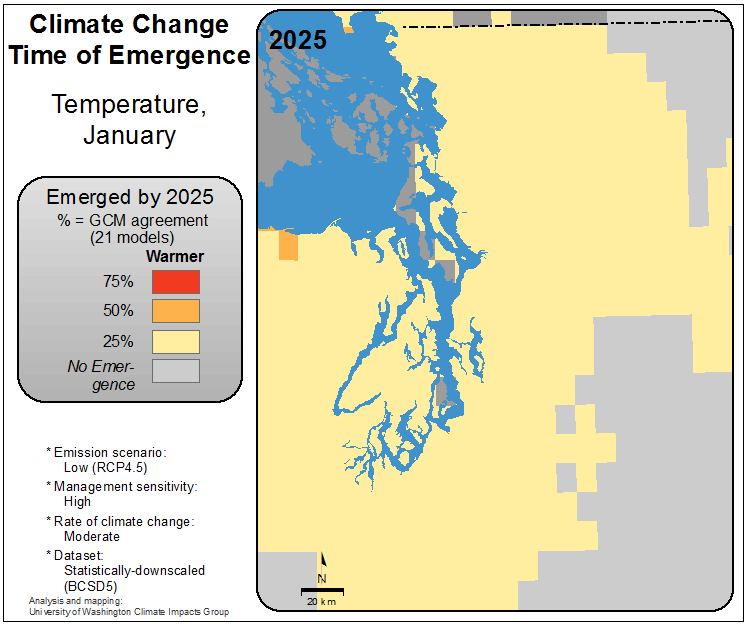 Climate Change
Time of Emergence
Temperature,
January
Emerged by 2025
% = GCM agreement
(21 models)
Warmer
75%
50%
25%
No Emer-
gence
* Emission scenario:
Low (RCP4.5)
* Management sensitivity:
High
* Rate of climate change:
Moderate
* Dataset:
Statistically-downscaled
(BCSD5)
Analysis and mapping:
University of Washington Climate Impacts Group
2025
N
20 km